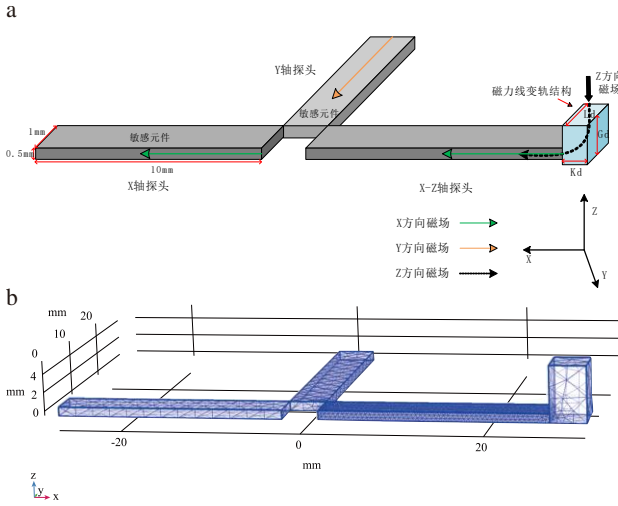 a
Y轴探头
Z方向
磁场
磁力线变轨结构
敏感元件
Ld
1mm
敏感元件
Gd
0.5mm
10mm
Kd
X轴探头
X-Z轴探头
X方向磁场
Y方向磁场
Z方向磁场
Z
X
Y
b
mm
20
10
0
4
mm
2
0
-20
0
20
mm
z
y
x